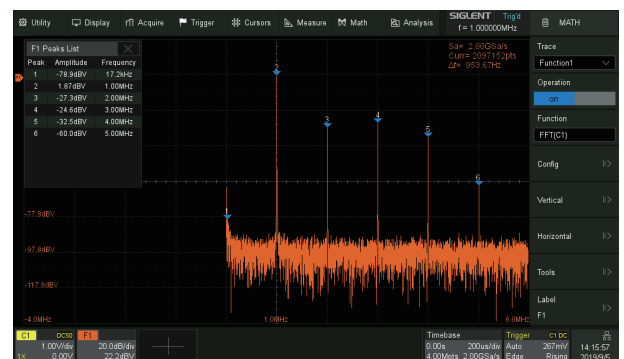 Utility Display Acquire Trigger Cursors Measure Math Analysis SIGLENT Trig'd MATH
f = 1.000000MHz
F1 Peaks List
Peak Amplitude Frequency
1 -78.9dBV 17.2kHz
2 1.87dBV 1.00MHz
3 -27.3dBV 2.00MHz
4 -24.6dBV 3.00MHz
5 -32.5dBV 4.00MHz
6 -60.0dBV 5.00MHz
Sa= 2.00GSa/s
Curr= 2097152pts
Δf= 953.67Hz
Trace
Function1
Operation
on
Function
FFT(C1)
Config
Vertical
Horizontal
Tools
Label
F1
2
3
4
5
6
1
-77.8dBV
-97.8dBV
-117.8dBV
-4.0MHz 1.0MHz 6.0MHz
C1 DC50 F1 Timebase Trigger C1 DC
1.00V/div 20.0dB/div 0.00s 200us/div Auto 267mV 14:15:57
1X 0.00V 22.2dBV 4.00Mpts 2.00GSa/s Edge Rising 2019/9/5